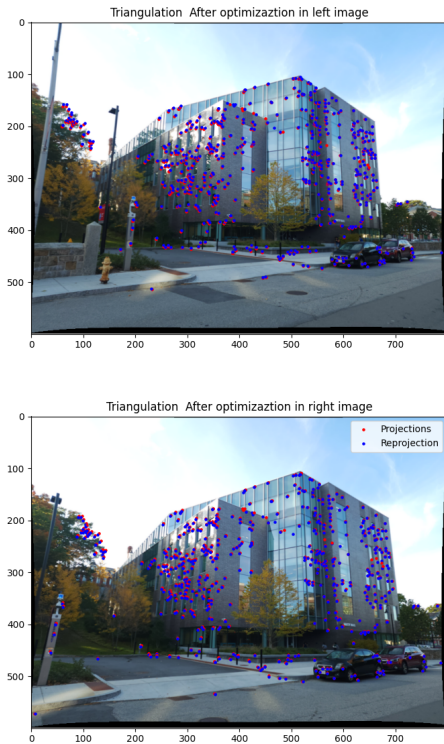 Triangulation After optimizaztion in left image
0
100
200
300
400
500
0 100 200 300 400 500 600 700
Triangulation After optimizaztion in right image
Projections
Reprojection
0
100
200
300
400
500
0 100 200 300 400 500 600 700